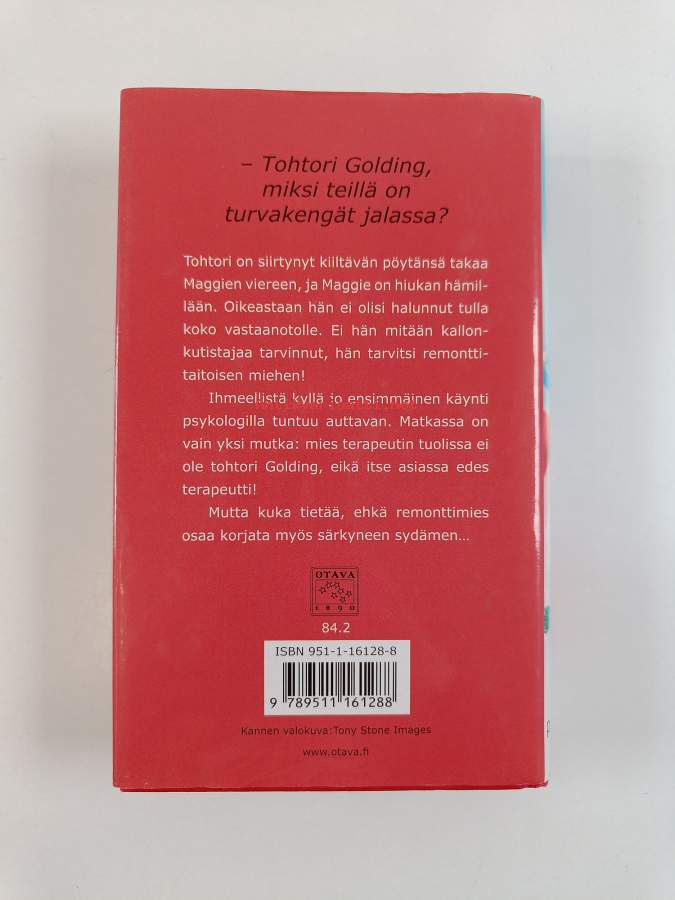 – Tohtori Golding,
miksi teillä on
turvakengät jalassa?
Tohtori on siirtynyt kiiltävän pöytänsä takaa
Maggien viereen, ja Maggie on hiukan hämil-
lään. Oikeastaan hän ei olisi halunnut tulla
koko vastaanotolle. Ei hän mitään kallon-
kutistajaa tarvinnut, hän tarvitsi remontti-
taitoisen miehen!
Ihmeellistä kyllä jo ensimmäinen käynti
psykologilla tuntuu auttavan. Matkassa on
vain yksi mutka: mies terapeutin tuolissa ei
ole tohtori Golding, eikä itse asiassa edes
terapeutti!
Mutta kuka tietää, ehkä remonttimies
osaa korjata myös särkyneen sydämen…
OTAVA
1890
84.2
ISBN 951-1-16128-8
9 789511 161288
Kannen valokuva:Tony Stone Images
www.otava.fi